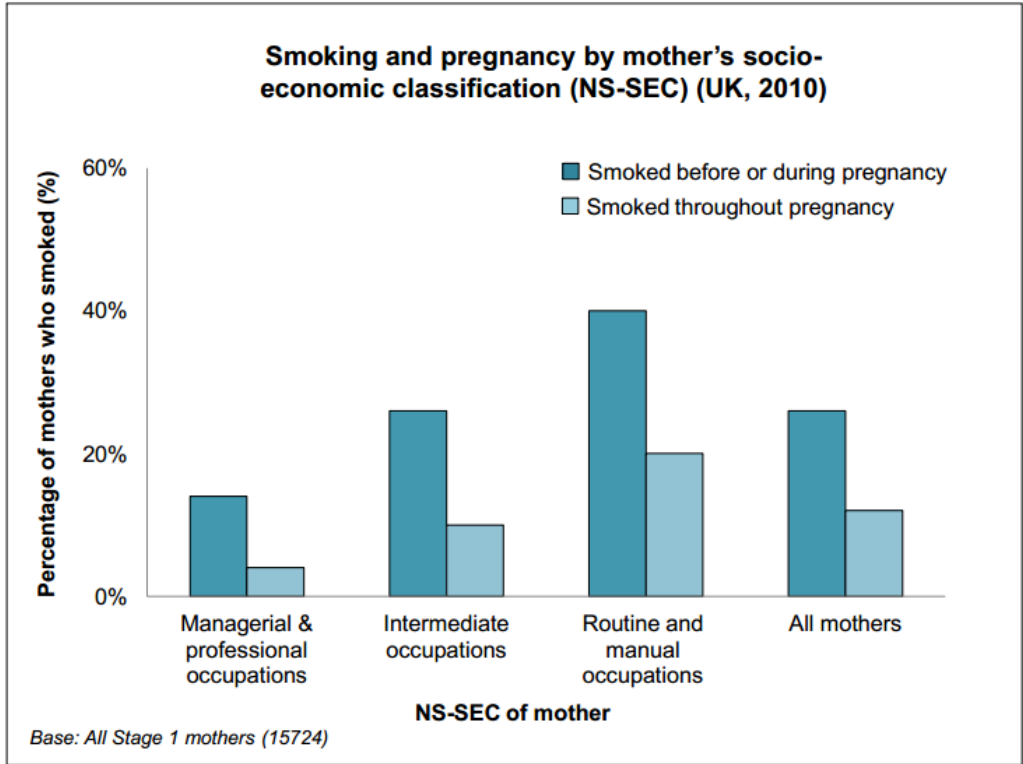 Smoking and pregnancy by mother's socio-
economic classification (NS-SEC) (UK, 2010)
Smoked before or during pregnancy
Smoked throughout pregnancy
Percentage of mothers who smoked (%)
60%
40%
20%
0%
Managerial &
professional
occupations
Intermediate
occupations
Routine and
manual
occupations
All mothers
NS-SEC of mother
Base: All Stage 1 mothers (15724)